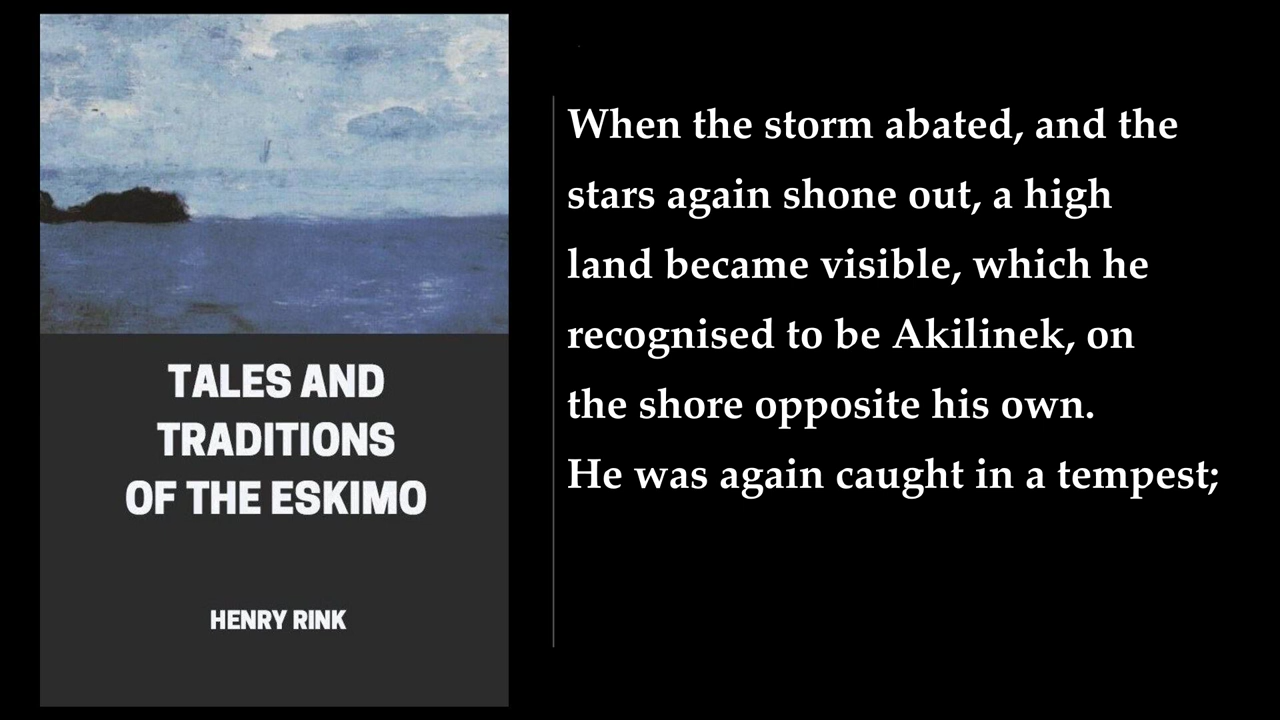 TALES AND
TRADITIONS
OF THE ESKIMO
HENRY RINK
When the storm abated, and the
stars again shone out, a high
land became visible, which he
recognised to be Akilinek, on
the shore opposite his own.
He was again caught in a tempest;